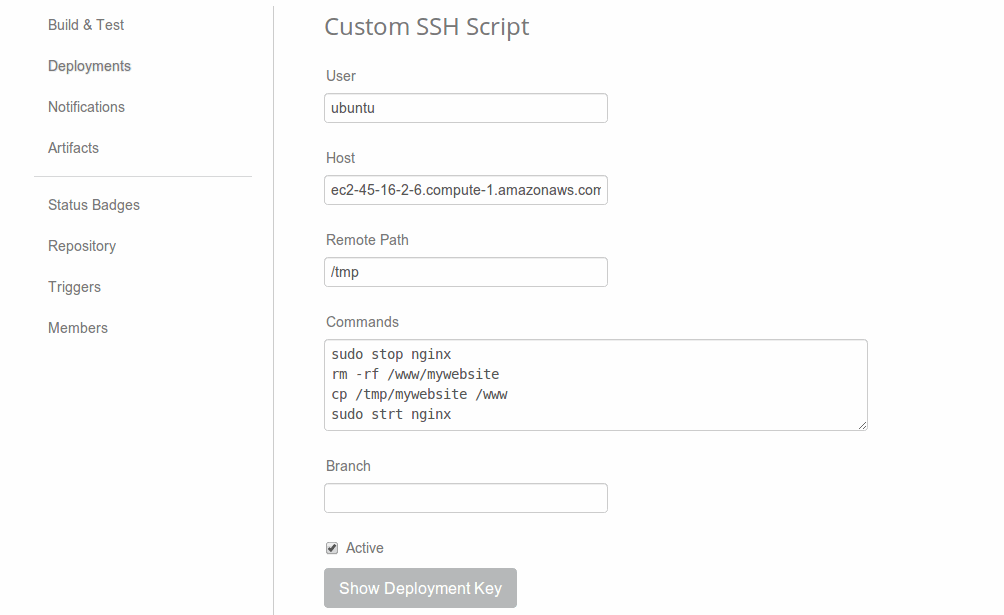 Build & Test
Deployments
Notifications
Artifacts
Status Badges
Repository
Triggers
Members
Custom SSH Script
User
ubuntu
Host
ec2-45-16-2-6.compute-1.amazonaws.com
Remote Path
/tmp
Commands
sudo stop nginx
rm -rf /www/mywebsite
cp /tmp/mywebsite /www
sudo strt nginx
Branch
Active
Show Deployment Key